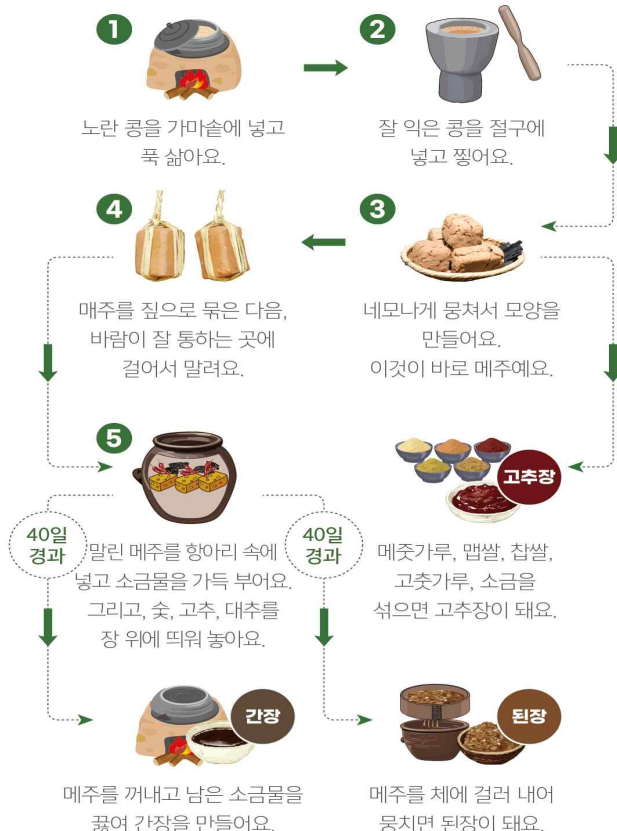 1
노란 콩을 가마솥에 넣고
푹 삶아요.
2
잘 익은 콩을 절구에
넣고 찧어요.
3
네모나게 뭉쳐서 모양을
만들어요.
이것이 바로 메주예요.
4
매주를 짚으로 묶은 다음,
바람이 잘 통하는 곳에
걸어서 말려요.
5
말린 메주를 항아리 속에
넣고 소금물을 가득 부어요.
그리고, 숯, 고추, 대추를
장 위에 띄워 놓아요.
고추장
메줏가루, 맵쌀, 찹쌀,
고춧가루, 소금을
섞으면 고추장이 돼요.
40일
경과
40일
경과
간장
메주를 꺼내고 남은 소금물을
끓여 간장을 만들어요.
된장
메주를 체에 걸러 내어
뭉치면 된장이 돼요.